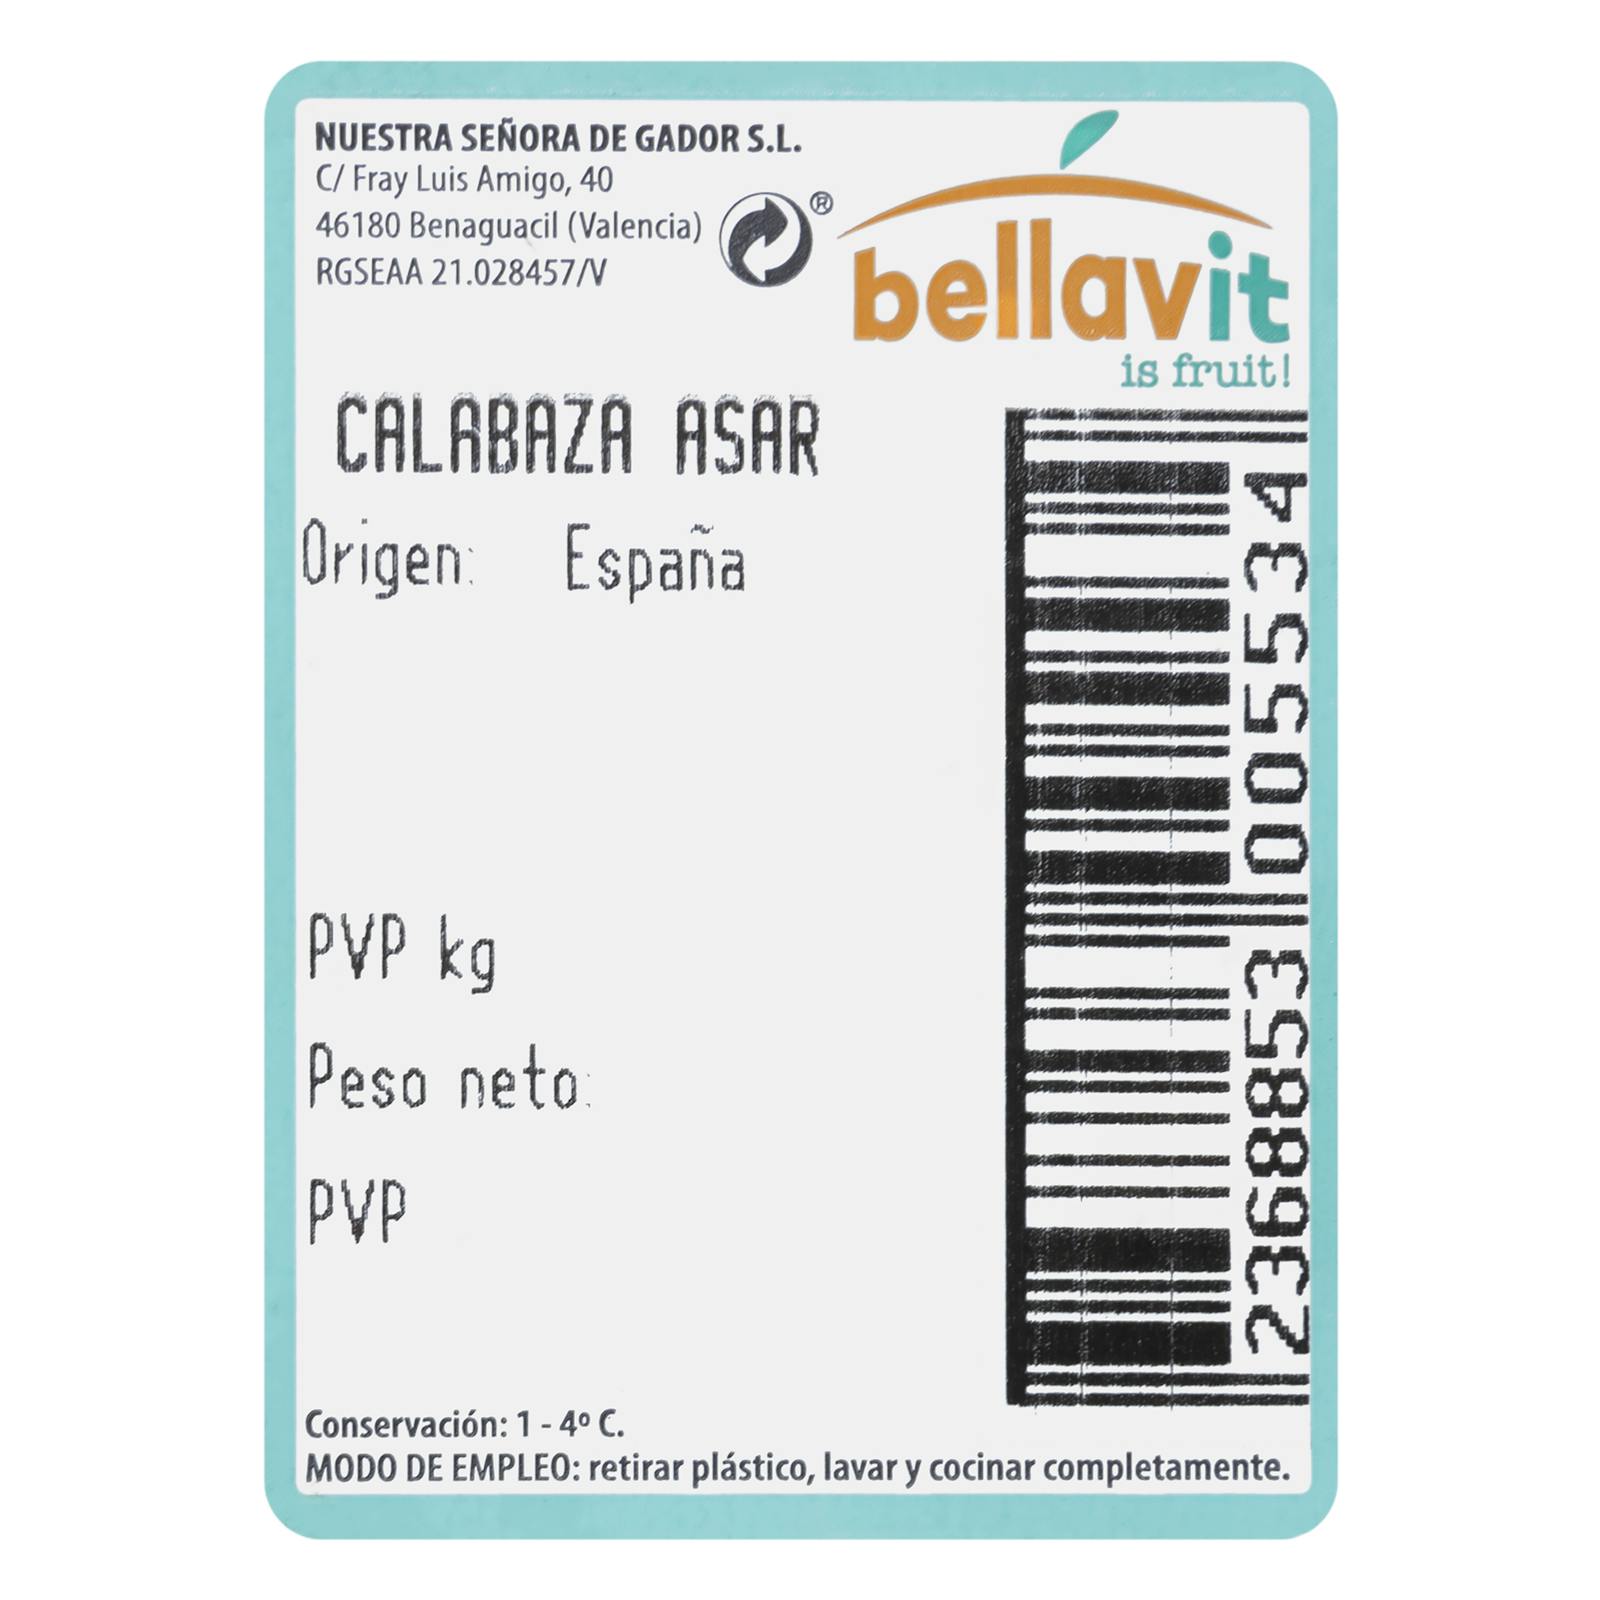 NUESTRA SEÑORA DE GADOR S.L.
C/ Fray Luis Amigo, 40
46180 Benaguacil (Valencia)
RGSEAA 21.028457/V
®
bellavit
is fruit!
CALABAZA ASAR
Origen: España
PVP kg
Peso neto:
PVP
2368853005534
Conservación: 1 - 4º C.
MODO DE EMPLEO: retirar plástico, lavar y cocinar completamente.